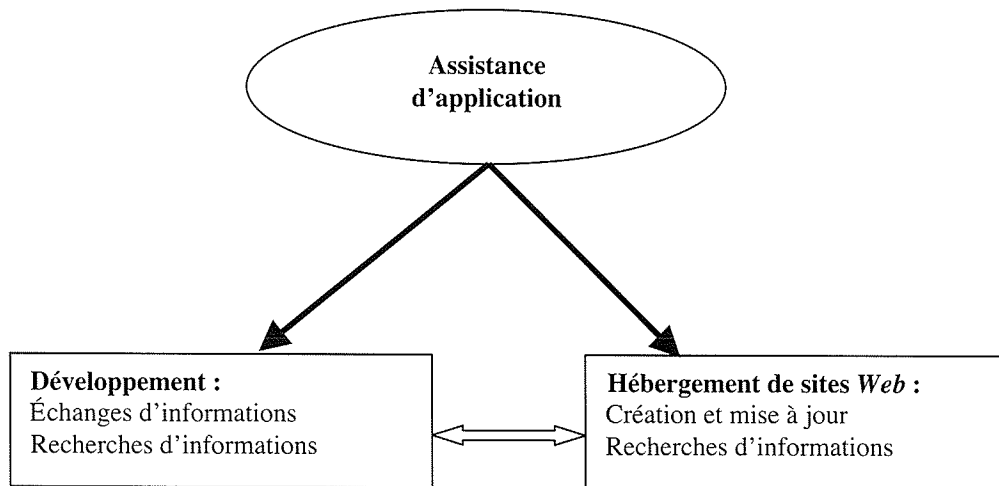 Assistance
d'application
Développement :
Échanges d'informations
Recherches d'informations
Hébergement de sites Web :
Création et mise à jour
Recherches d'informations